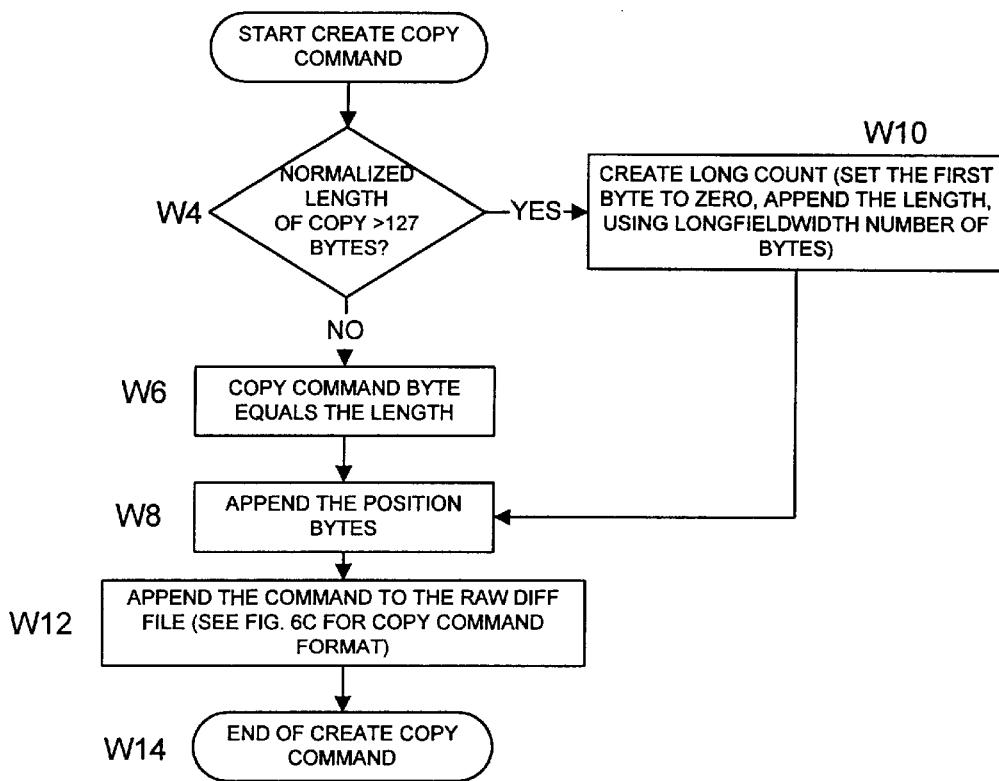 START CREATE COPY
COMMAND
W4
NORMALIZED
LENGTH
OF COPY >127
BYTES?
YES
W10
CREATE LONG COUNT (SET THE FIRST
BYTE TO ZERO, APPEND THE LENGTH,
USING LONGFIELDWIDTH NUMBER OF
BYTES)
NO
W6
COPY COMMAND BYTE
EQUALS THE LENGTH
W8
APPEND THE POSITION
BYTES
W12
APPEND THE COMMAND TO THE RAW DIFF
FILE (SEE FIG. 6C FOR COPY COMMAND
FORMAT)
W14
END OF CREATE COPY
COMMAND